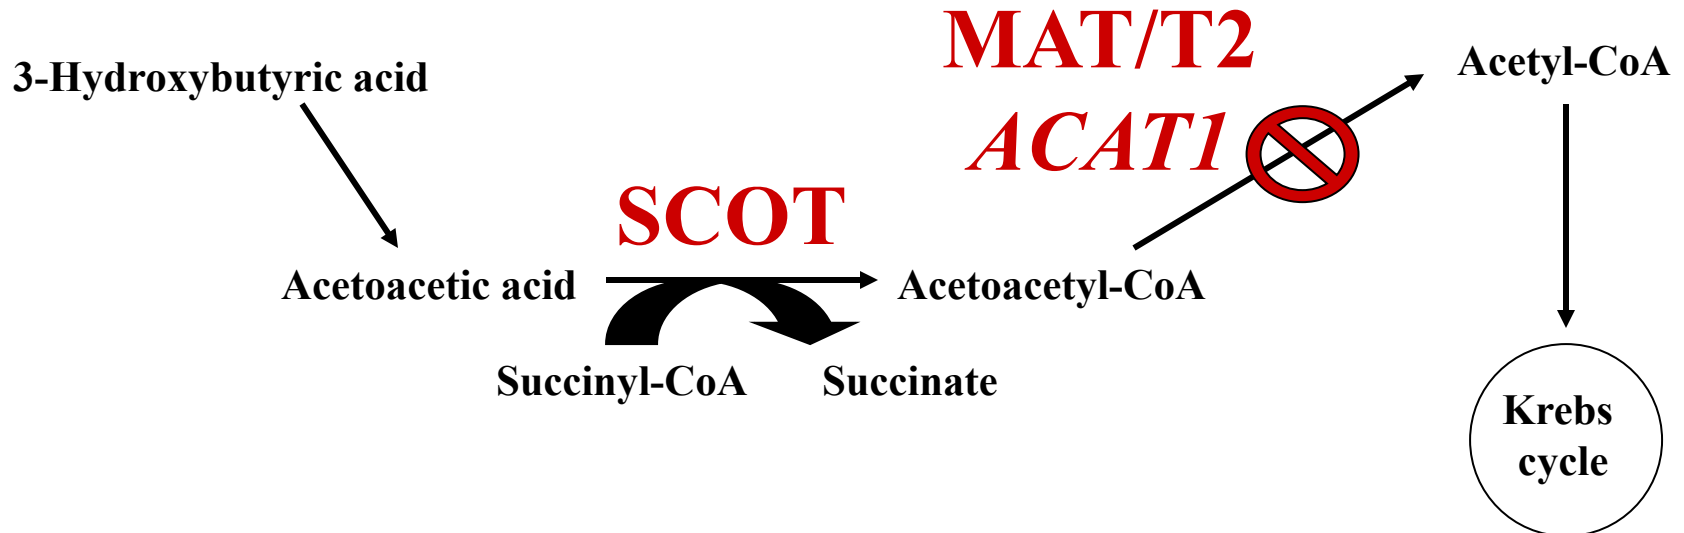 MAT/T2
ACAT1
3-Hydroxybutyric acid
Acetyl-CoA
SCOT
Acetoacetic acid
Acetoacetyl-CoA
Succinyl-CoA
Succinate
Krebs
cycle